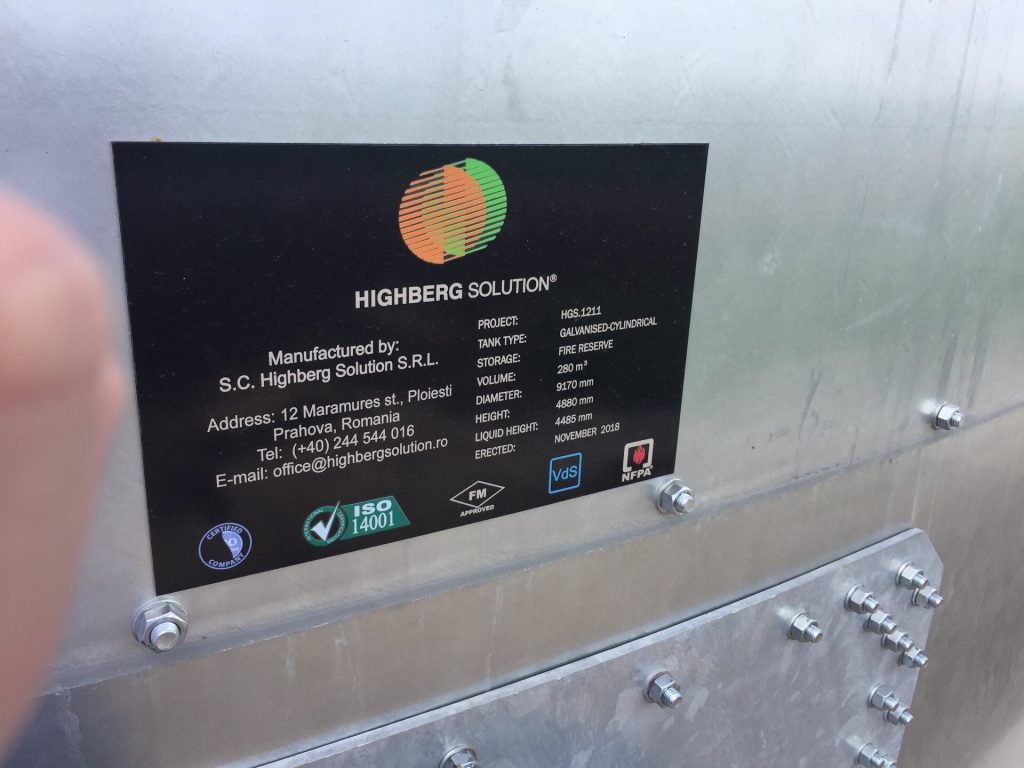 HIGHBERG SOLUTION®
Manufactured by:
S.C. Highberg Solution S.R.L.
Address: 12 Maramures st., Ploiesti
Prahova, Romania
Tel: (+40) 244 544 016
E-mail: office@highbergsolution.ro
PROJECT: HGS.1211
TANK TYPE: GALVANISED-CYLINDRICAL
STORAGE: FIRE RESERVE
VOLUME: 280 m³
DIAMETER: 9170 mm
HEIGHT: 4880 mm
LIQUID HEIGHT: 4485 mm
ERECTED: NOVEMBER 2018
CERTIFIED
COMPANY
INTERNATIONAL
ISO
14001
FM
APPROVED
VdS
NFPA